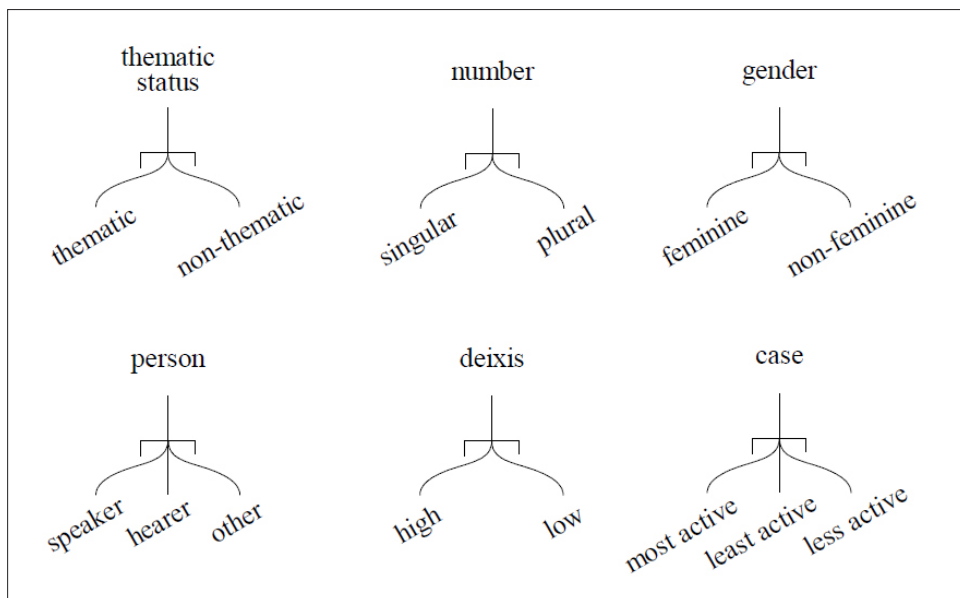 thematic
status
number
gender
thematic
non-thematic
singular
plural
feminine
non-feminine
person
deixis
case
speaker
hearer
other
high
low
most active
least active
less active